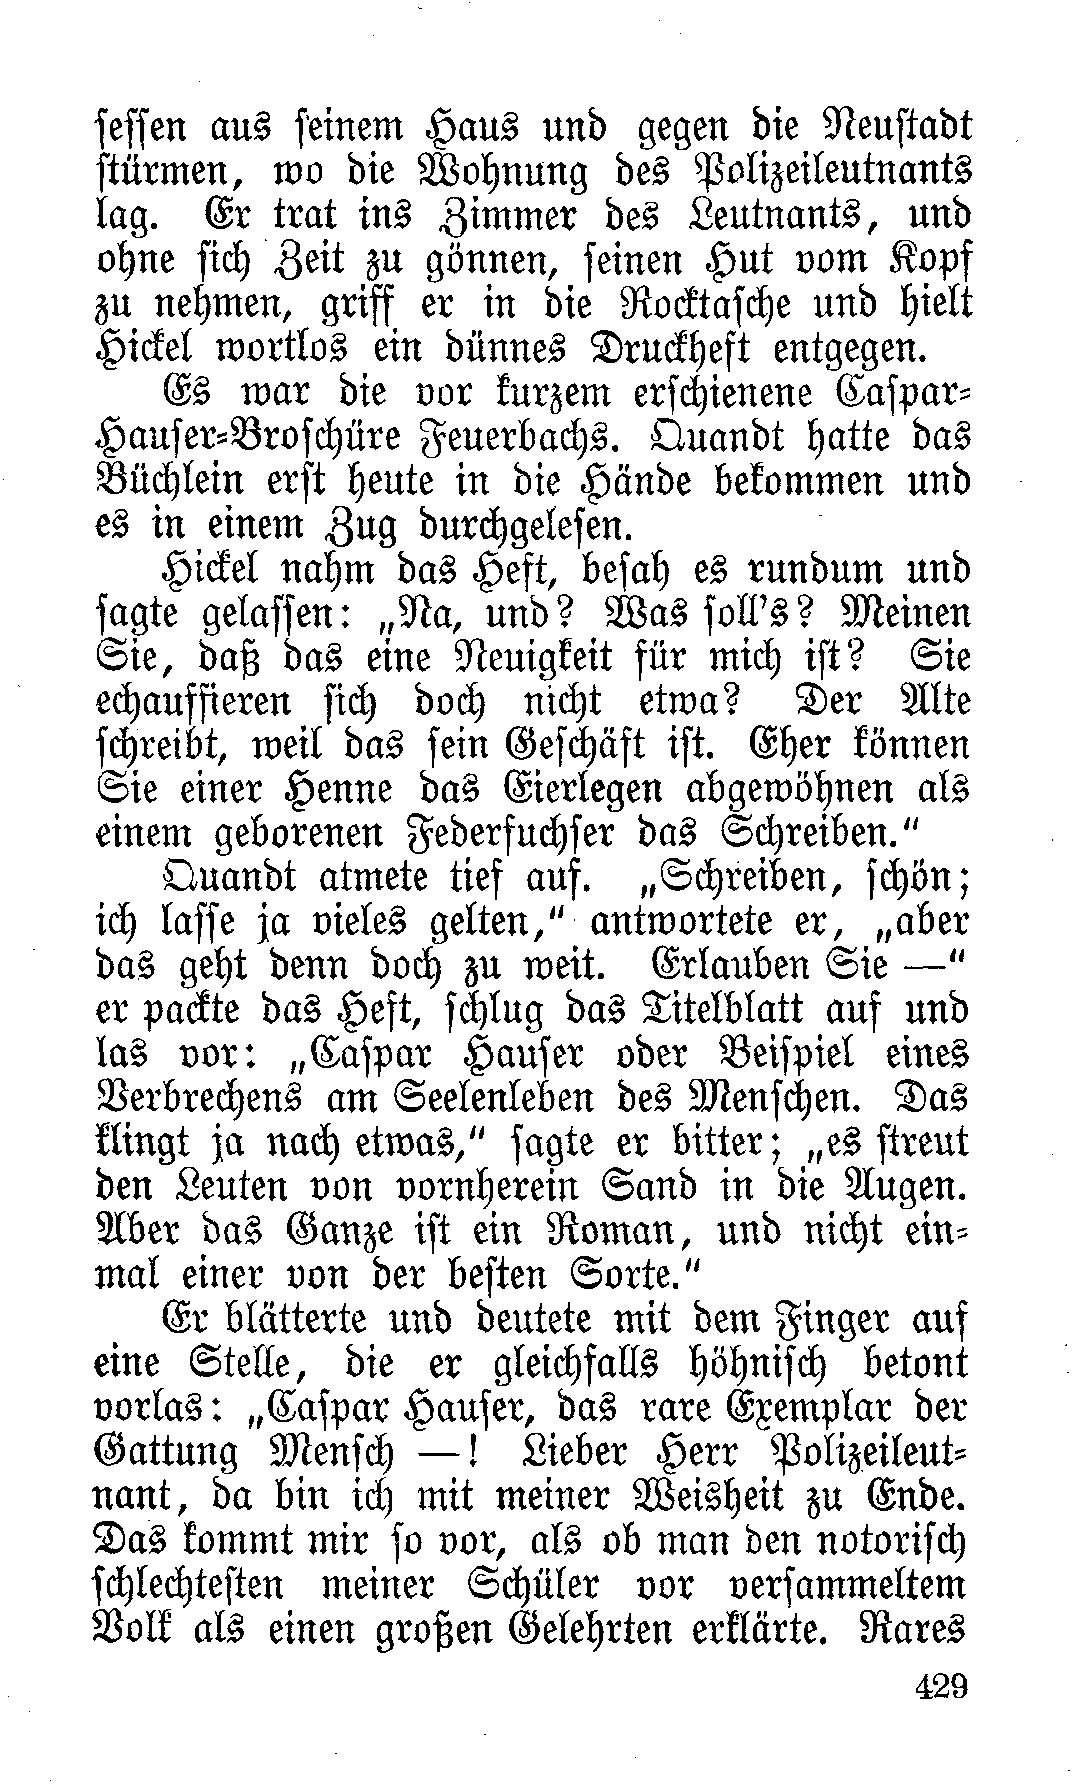 sessen aus seinem Haus und gegen die Neustadt
stürmen, wo die Wohnung des Polizeileutnants
lag. Er trat ins Zimmer des Leutnants, und
ohne sich Zeit zu gönnen, seinen Hut vom Kopf
zu nehmen, griff er in die Rocktasche und hielt
Hickel wortlos ein dünnes Druckheft entgegen.
Es war die vor kurzem erschienene Caspar-
Hauser-Broschüre Feuerbachs. Quandt hatte das
Büchlein erst heute in die Hände bekommen und
es in einem Zug durchgelesen.
Hickel nahm das Heft, besah es rundum und
sagte gelassen: „Na, und? Was soll's? Meinen
Sie, daß das eine Neuigkeit für mich ist? Sie
echauffieren sich doch nicht etwa? Der Alte
schreibt, weil das sein Geschäft ist. Eher können
Sie einer Henne das Eierlegen abgewöhnen als
einem geborenen Federfuchser das Schreiben.“
Quandt atmete tief auf. „Schreiben, schön;
ich lasse ja vieles gelten,“ antwortete er, „aber
das geht denn doch zu weit. Erlauben Sie —“
er packte das Heft, schlug das Titelblatt auf und
las vor: „Caspar Hauser oder Beispiel eines
Verbrechens am Seelenleben des Menschen. Das
klingt ja nach etwas,“ sagte er bitter; „es streut
den Leuten von vornherein Sand in die Augen.
Aber das Ganze ist ein Roman, und nicht ein-
mal einer von der besten Sorte.“
Er blätterte und deutete mit dem Finger auf
eine Stelle, die er gleichfalls höhnisch betont
vorlas: „Caspar Hauser, das rare Exemplar der
Gattung Mensch —! Lieber Herr Polizeileut-
nant, da bin ich mit meiner Weisheit zu Ende.
Das kommt mir so vor, als ob man den notorisch
schlechtesten meiner Schüler vor versammeltem
Volk als einen großen Gelehrten erklärte. Rares
429